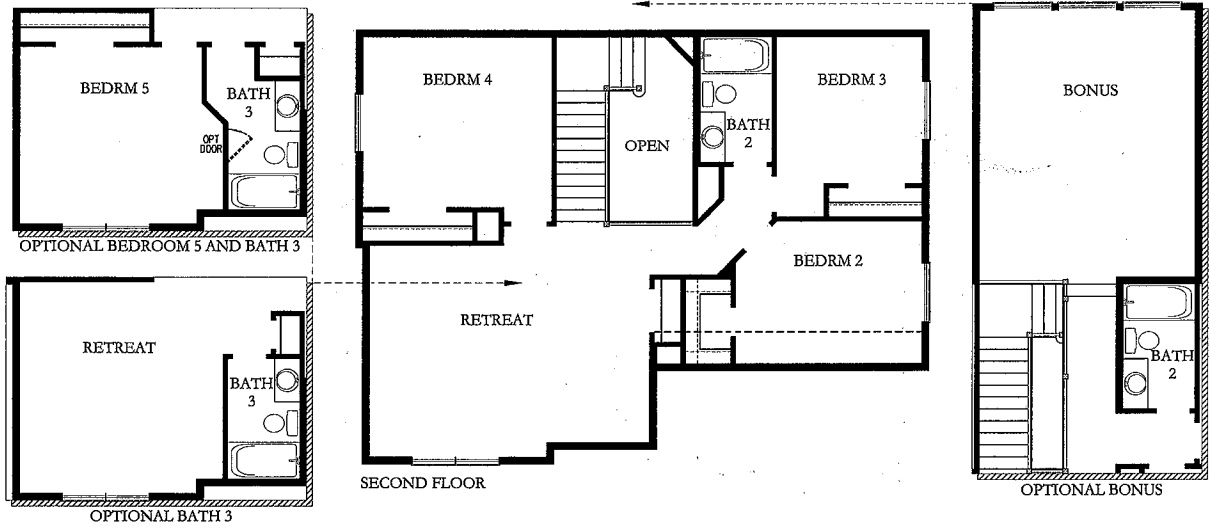 BEDRM 5
BATH
3
OPT
DOOR
OPTIONAL BEDROOM 5 AND BATH 3
RETREAT
BATH
3
OPTIONAL BATH 3
BEDRM 4
OPEN
BATH
2
BEDRM 3
BEDRM 2
RETREAT
SECOND FLOOR
BONUS
BATH
2
OPTIONAL BONUS